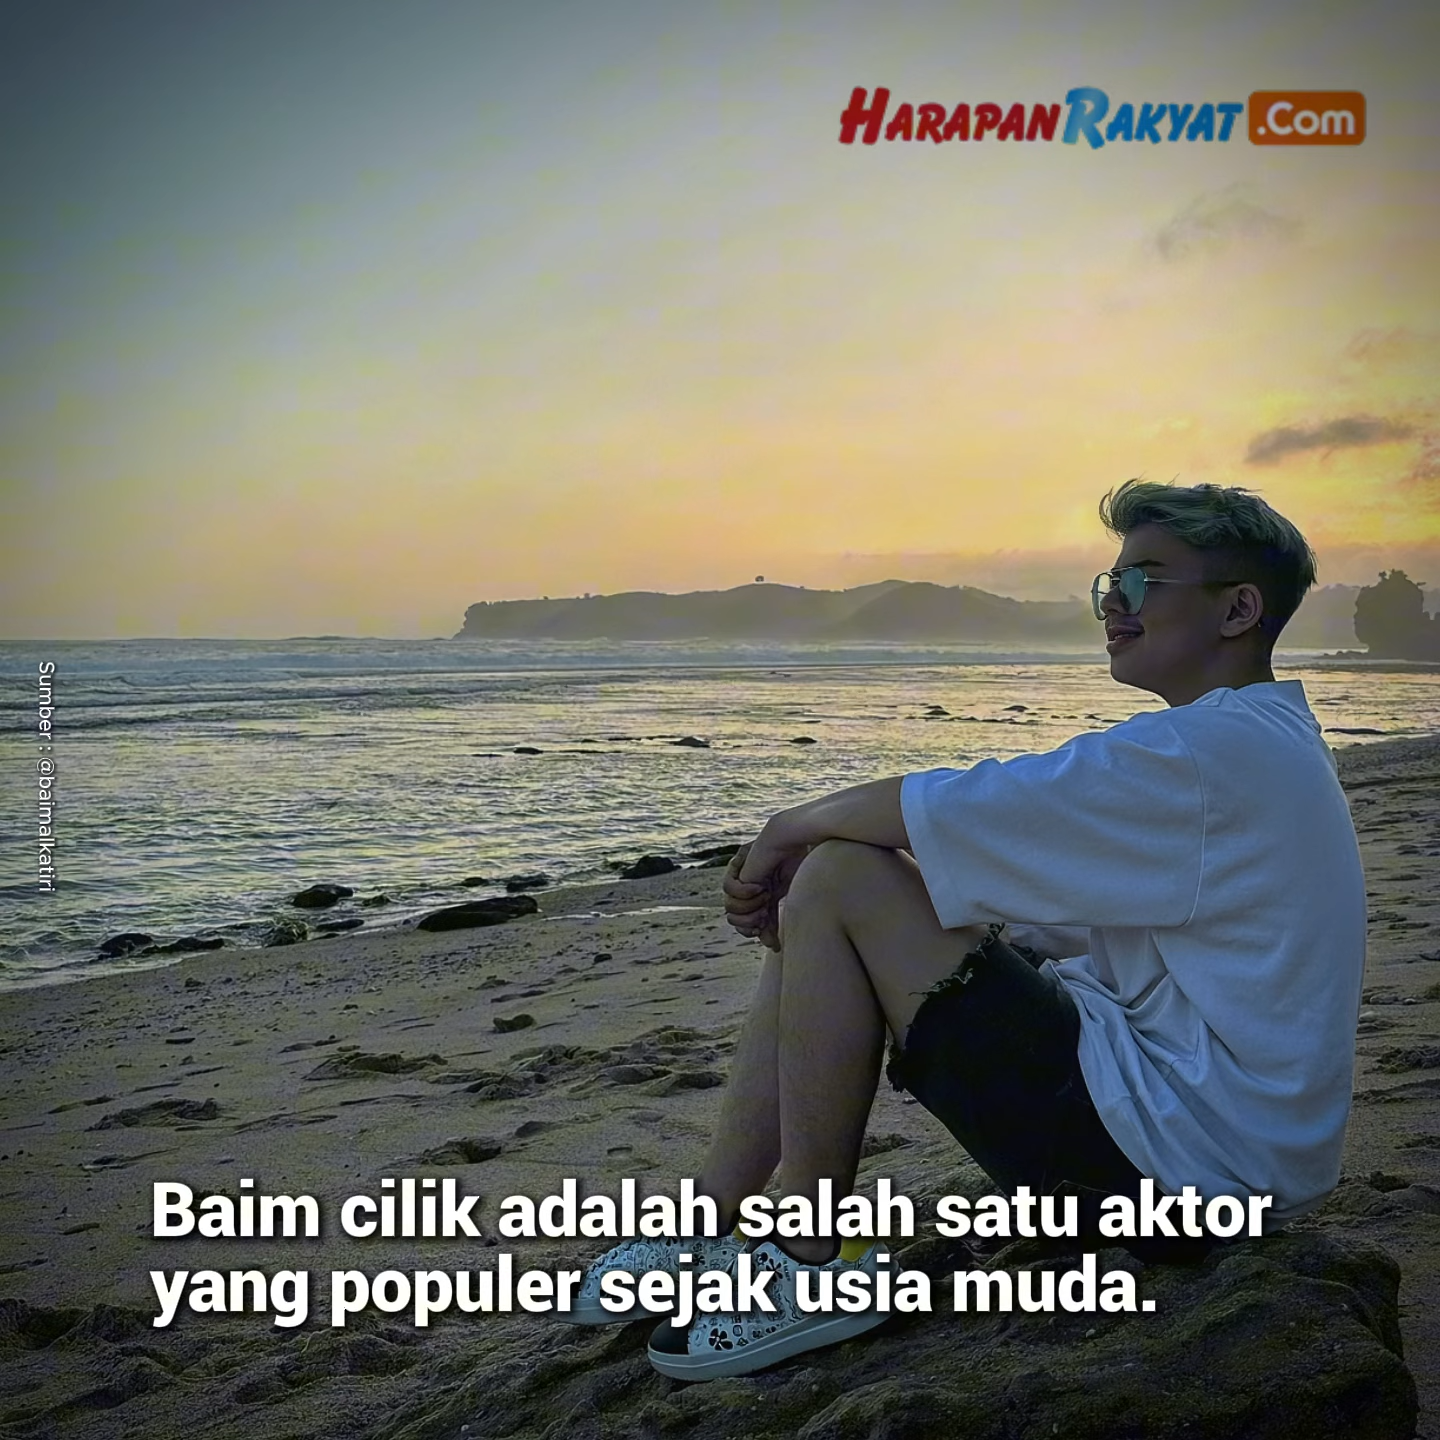 HARAPANRAKYAT.Com
Sumber : @baimalkatiri
Baim cilik adalah salah satu aktor
yang populer sejak usia muda.